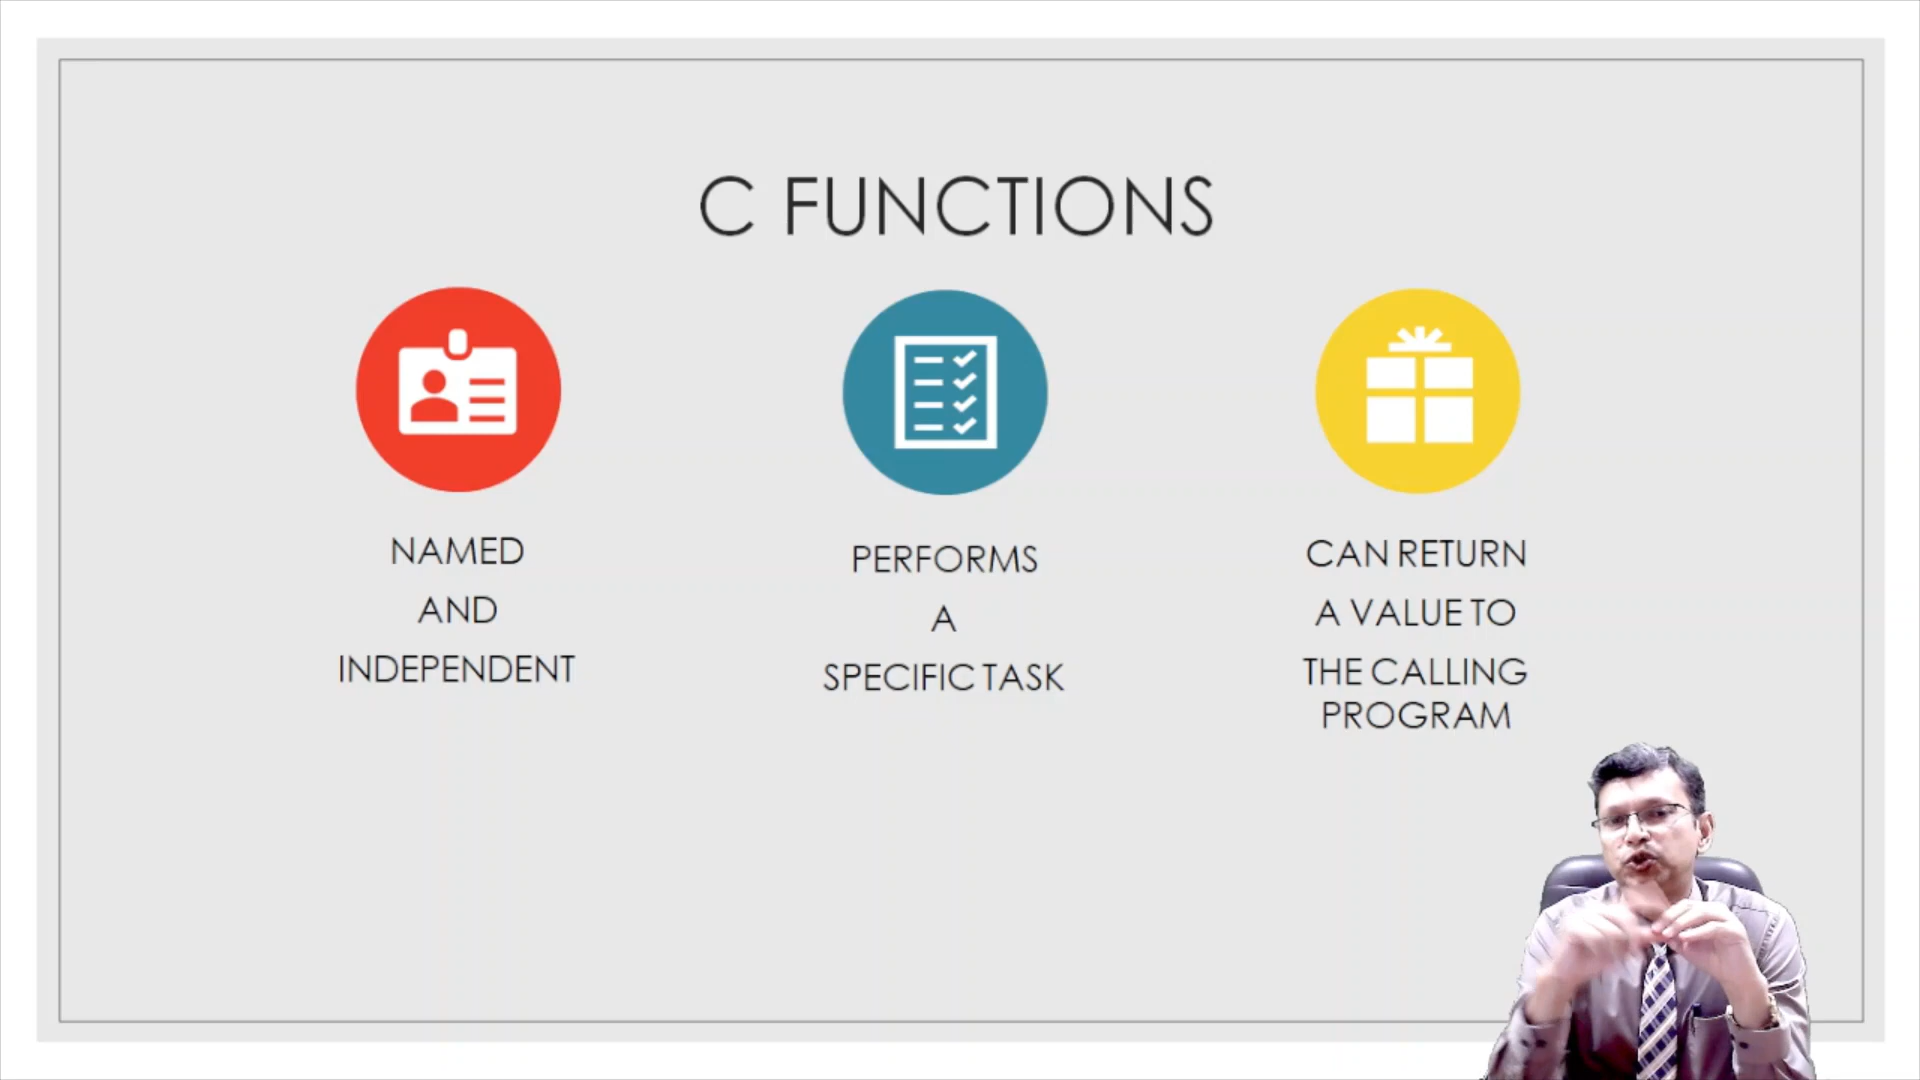 C FUNCTIONS
NAMED
AND
INDEPENDENT
PERFORMS
A
SPECIFIC TASK
CAN RETURN
A VALUE TO
THE CALLING
PROGRAM